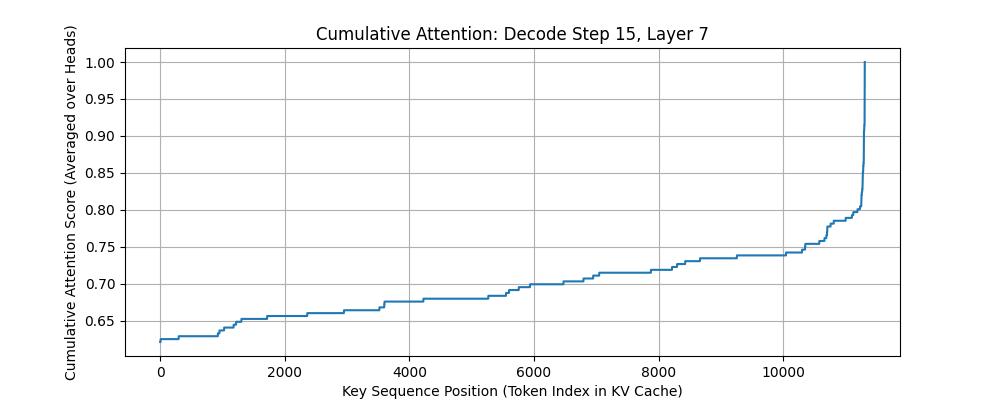 Cumulative Attention: Decode Step 15, Layer 7
Cumulative Attention Score (Averaged over Heads)
1.00
0.95
0.90
0.85
0.80
0.75
0.70
0.65
0 2000 4000 6000 8000 10000
Key Sequence Position (Token Index in KV Cache)